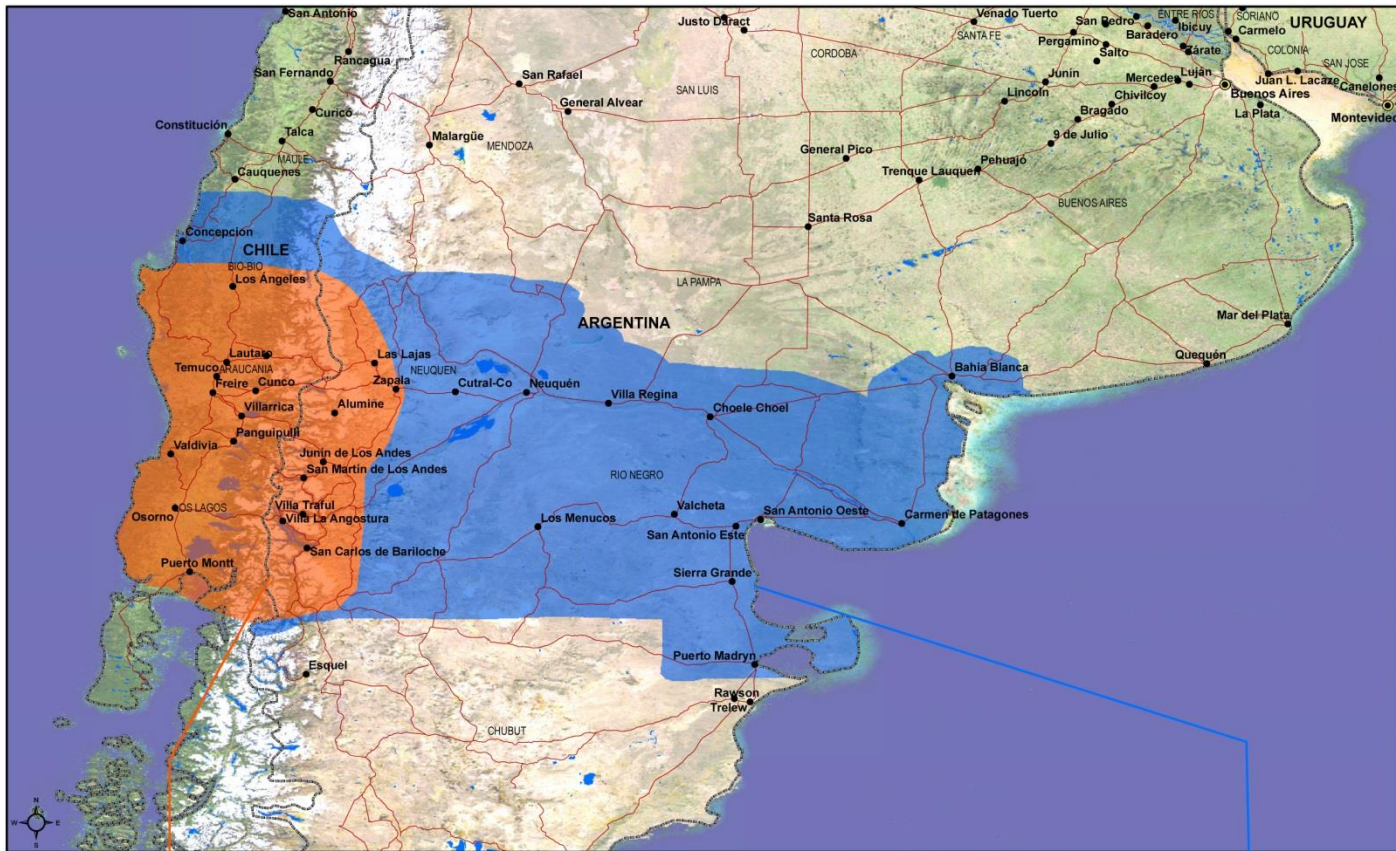 San Antonio
Justo Daract
Venado Tuerto
San Pedro
ENTRE RIOS
SORIANO
URUGUAY
Ibicuy
Carmelo
Baradero
SANTA FE
Pergamino
CORDOBA
Salto
Zárate
COLONIA
Rancagua
SAN JOSE
San Fernando
San Rafael
Junín
Mercedes
Luján
Juan L. Lacaze
Canelones
SAN LUIS
Buenos Aires
Lincoln
Chivilcoy
General Alvear
Curicó
Bragado
La Plata
Montevideo
Constitución
Talca
Malargüe
9 de Julio
MENDOZA
General Pico
MAULE
Pehuajó
Cauquenes
Trenque Lauquen
BUENOS AIRES
Santa Rosa
Concepción
CHILE
BIO-BIO
Los Ángeles
LA PAMPA
ARGENTINA
Mar del Plata
Lautaro
Las Lajas
Quequén
Temuco
ARAUCANIA
NEUQUEN
Bahía Blanca
Freire
Cunco
Zapala
Cutral-Co
Neuquén
Villa Regina
Villarrica
Alumine
Choele Choel
Panguipulli
Valdivia
Junín de Los Andes
San Martín de Los Andes
RIO NEGRO
Villa Traful
OS LAGOS
Osorno
Villa La Angostura
Los Menucos
Valcheta
San Antonio Oeste
Carmen de Patagones
San Antonio Este
San Carlos de Bariloche
Puerto Montt
Sierra Grande
Esquel
Puerto Madryn
Rawson
Trelew
CHUBUT
N
W
E
S